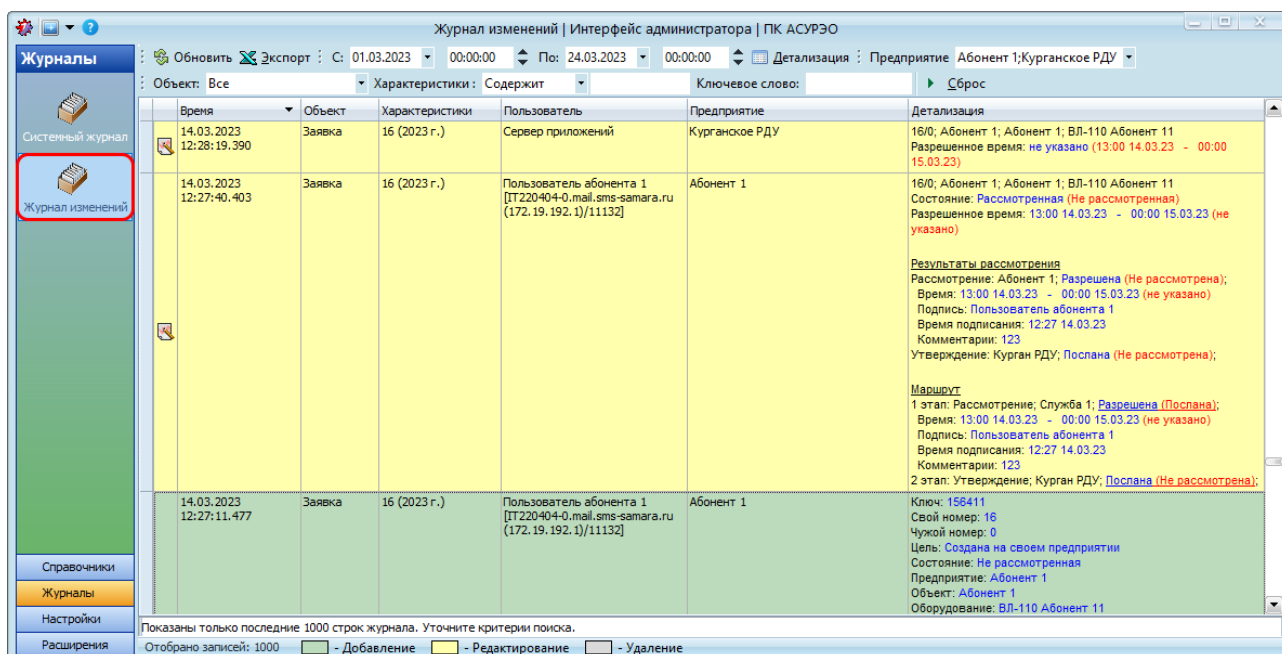 Журнал изменений | Интерфейс администратора | ПК АСУРЭО
Журналы
Обновить Экспорт С: 01.03.2023 00:00:00 По: 24.03.2023 00:00:00 Детализация Предприятие Абонент 1;Курганское РДУ
Объект: Все Характеристики: Содержит Ключевое слово: Сброс
Системный журнал
Журнал изменений
Время Объект Характеристики Пользователь Предприятие Детализация
14.03.2023
12:28:19.390
Заявка
16 (2023 г.)
Сервер приложений
Курганское РДУ
16/0; Абонент 1; Абонент 1; ВЛ-110 Абонент 11
Разрешенное время: не указано (13:00 14.03.23 - 00:00
15.03.23)
14.03.2023
12:27:40.403
Заявка
16 (2023 г.)
Пользователь абонента 1
[IT220404-0.mail.sms-samara.ru
(172.19.192.1)/11132]
Абонент 1
16/0; Абонент 1; Абонент 1; ВЛ-110 Абонент 11
Состояние: Рассмотренная (Не рассмотренная)
Разрешенное время: 13:00 14.03.23 - 00:00 15.03.23 (не
указано)
Результаты рассмотрения
Рассмотрение: Абонент 1; Разрешена (Не рассмотрена);
Время: 13:00 14.03.23 - 00:00 15.03.23 (не указано)
Подпись: Пользователь абонента 1
Время подписания: 12:27 14.03.23
Комментарии: 123
Утверждение: Курган РДУ; Послана (Не рассмотрена);
Маршрут
1 этап: Рассмотрение; Служба 1; Разрешена (Послана);
Время: 13:00 14.03.23 - 00:00 15.03.23 (не указано)
Подпись: Пользователь абонента 1
Время подписания: 12:27 14.03.23
Комментарии: 123
2 этап: Утверждение; Курган РДУ; Послана (Не рассмотрена);
14.03.2023
12:27:11.477
Заявка
16 (2023 г.)
Пользователь абонента 1
[IT220404-0.mail.sms-samara.ru
(172.19.192.1)/11132]
Абонент 1
Ключ: 156411
Свой номер: 16
Чужой номер: 0
Цель: Создана на своем предприятии
Состояние: Не рассмотренная
Предприятие: Абонент 1
Объект: Абонент 1
Оборудование: ВЛ-110 Абонент 11
Справочники
Журналы
Настройки
Расширения
Показаны только последние 1000 строк журнала. Уточните критерии поиска.
Отобрано записей: 1000 - Добавление - Редактирование - Удаление